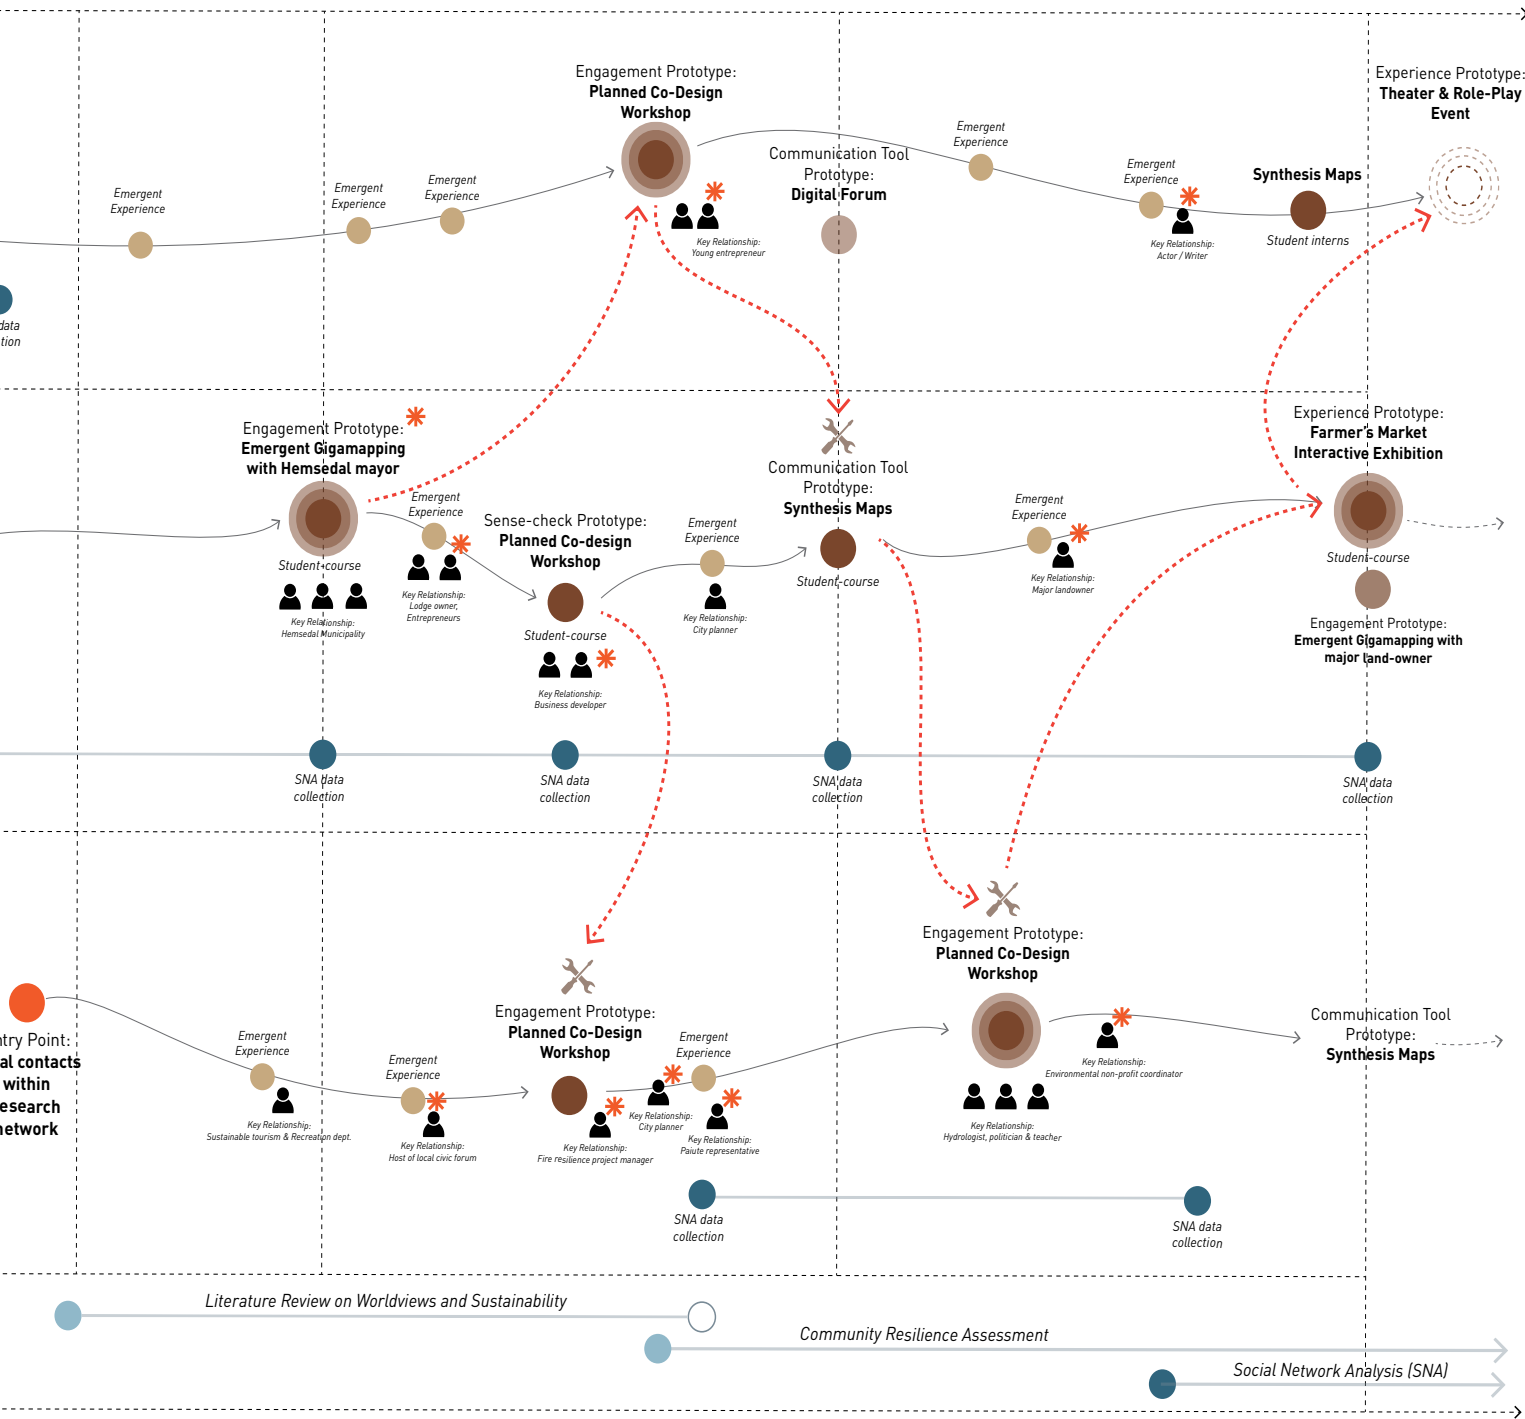 Engagement Prototype:
Planned Co-Design
Workshop
Experience Prototype:
Theater & Role-Play
Event
Emergent
Experience
Communication Tool
Prototype:
Digital Forum
Emergent
Experience
Synthesis Maps
Emergent
Experience
Emergent
Experience
Emergent
Experience
Key Relationship:
Young entrepreneur
Key Relationship:
Actor / Writer
Student interns
data
tion
Engagement Prototype:
Emergent Gigamapping
with Hemsedal mayor
Student-course
Key Relationship:
Hemsedal Municipality
Emergent
Experience
Key Relationship:
Lodge owner,
Entrepreneurs
Sense-check Prototype:
Planned Co-design
Workshop
Student-course
Key Relationship:
Business developer
Emergent
Experience
Key Relationship:
City planner
Communication Tool
Prototype:
Synthesis Maps
Student-course
Emergent
Experience
Key Relationship:
Major landowner
Experience Prototype:
Farmer's Market
Interactive Exhibition
Student-course
Engagement Prototype:
Emergent Gigamapping with
major land-owner
SNA data
collection
SNA data
collection
SNA data
collection
SNA data
collection
ntry Point:
al contacts
within
esearch
network
Emergent
Experience
Key Relationship:
Sustainable tourism & Recreation dept.
Emergent
Experience
Key Relationship:
Host of local civic forum
Engagement Prototype:
Planned Co-Design
Workshop
Key Relationship:
Fire resilience project manager
Emergent
Experience
Key Relationship:
City planner
Key Relationship:
Paiute representative
Engagement Prototype:
Planned Co-Design
Workshop
Key Relationship:
Hydrologist, politician & teacher
Key Relationship:
Environmental non-profit coordinator
Communication Tool
Prototype:
Synthesis Maps
SNA data
collection
SNA data
collection
Literature Review on Worldviews and Sustainability
Community Resilience Assessment
Social Network Analysis (SNA)